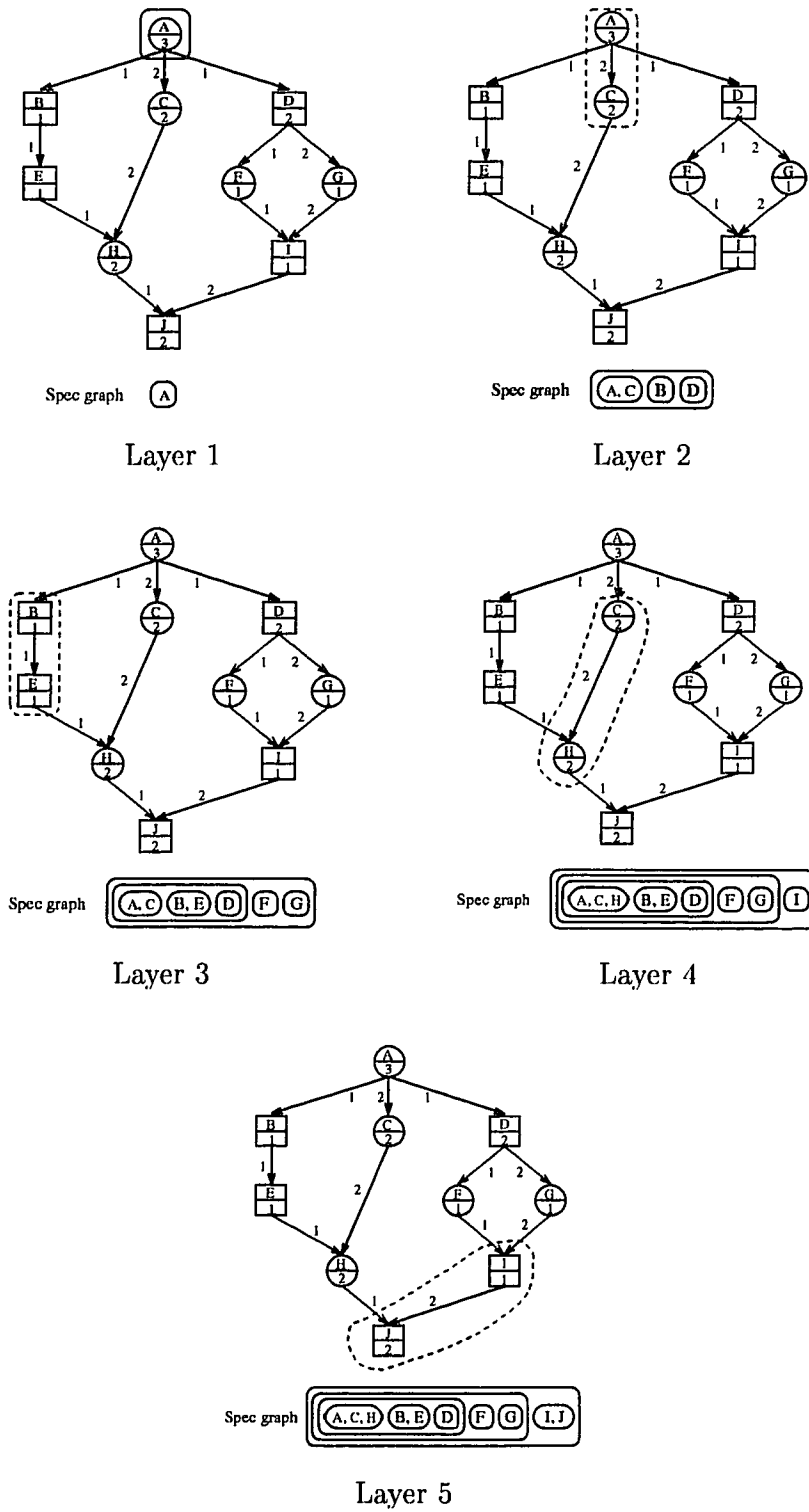 A
3
1 2 1
B
1
C
2
D
2
1
E
1
2
1 2
F
1
G
1
1
1 2
H
2
I
1
1 2
J
2
Spec graph A
Layer 1
A
3
1 2 1
B
1
C
2
D
2
1
E
1
2
1 2
F
1
G
1
1
1 2
H
2
I
1
1 2
J
2
Spec graph A, C B D
Layer 2
A
3
1 2 1
B
1
C
2
D
2
1
E
1
2
1 2
F
1
G
1
1
1 2
H
2
I
1
1 2
J
2
Spec graph A, C B, E D F G
Layer 3
A
3
1 2 1
B
1
C
2
D
2
1
E
1
2
1 2
F
1
G
1
1
1 2
H
2
I
1
1 2
J
2
Spec graph A, C, H B, E D F G I
Layer 4
A
3
1 2 1
B
1
C
2
D
2
1
E
1
2
1 2
F
1
G
1
1
1 2
H
2
I
1
1 2
J
2
Spec graph A, C, H B, E D F G I, J
Layer 5